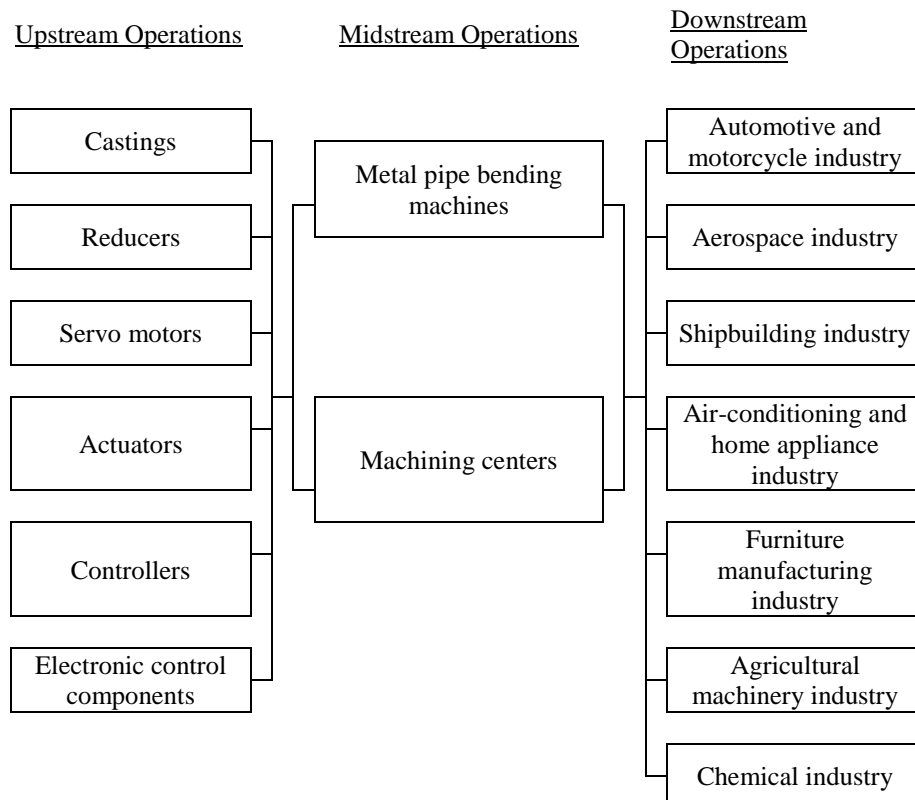 Upstream Operations
Midstream Operations
Downstream
Operations
Castings
Reducers
Servo motors
Actuators
Controllers
Electronic control
components
Metal pipe bending
machines
Machining centers
Automotive and
motorcycle industry
Aerospace industry
Shipbuilding industry
Air-conditioning and
home appliance
industry
Furniture
manufacturing
industry
Agricultural
machinery industry
Chemical industry